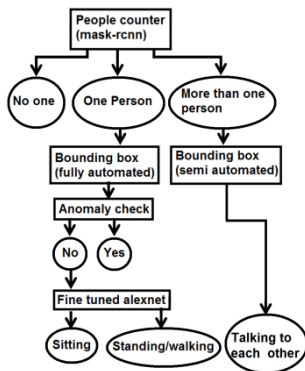 People counter
(mask-rcnn)
No one
One Person
More than one
person
Bounding box
(fully automated)
Bounding box
(semi automated)
Anomaly check
No
Yes
Fine tuned alexnet
Sitting
Standing/walking
Talking to
each other